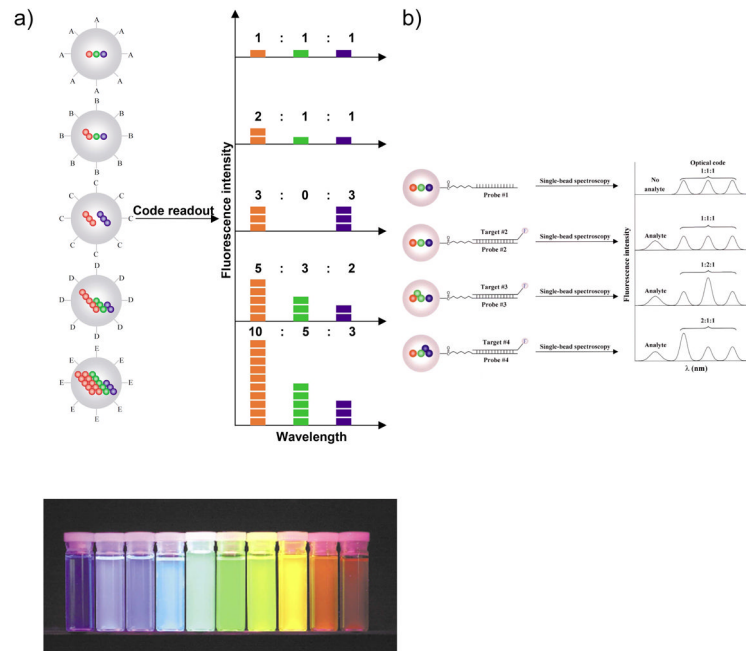 a)
A
A A
A A
A A
A
B
B B
B B
B B
B
C
C C
C C
C C
D
D D
D D
D D
D
E
E E
E E
E E
E
Code readout
Fluorescence intensity
1 : 1 : 1
2 : 1 : 1
3 : 0 : 3
5 : 3 : 2
10 : 5 : 3
Wavelength
b)
Probe #1
Single-bead spectroscopy
Target #2
Probe #2
Single-bead spectroscopy
Target #3
Probe #3
Single-bead spectroscopy
Target #4
Probe #4
Single-bead spectroscopy
Fluorescence intensity
Optical code
1:1:1
No
analyte
1:1:1
Analyte
1:2:1
Analyte
2:1:1
Analyte
λ (nm)